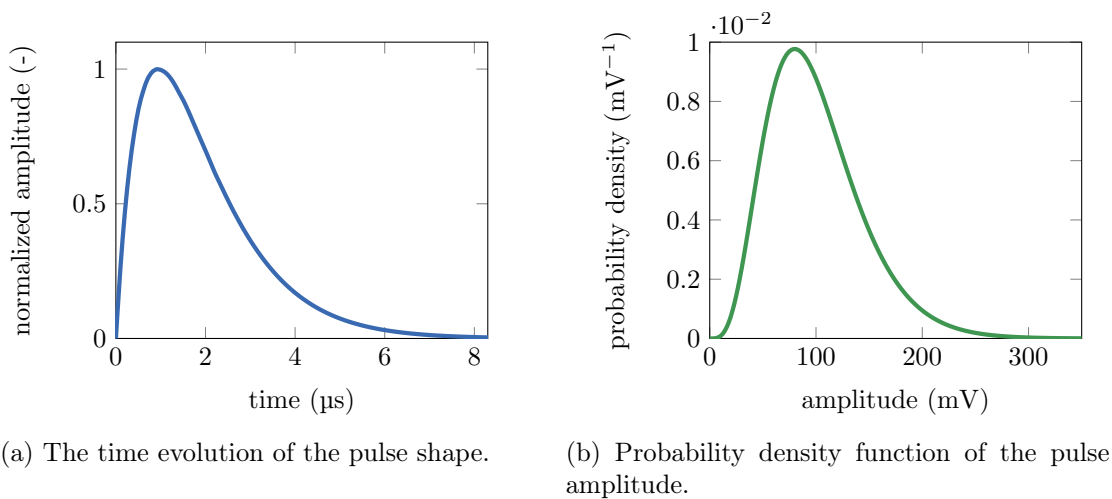 normalized amplitude (-)
1
0.5
0
0 2 4 6 8
time (µs)
(a) The time evolution of the pulse shape.
·10⁻²
probability density (mV⁻¹)
1
0.8
0.6
0.4
0.2
0
0 100 200 300
amplitude (mV)
(b) Probability density function of the pulse
amplitude.